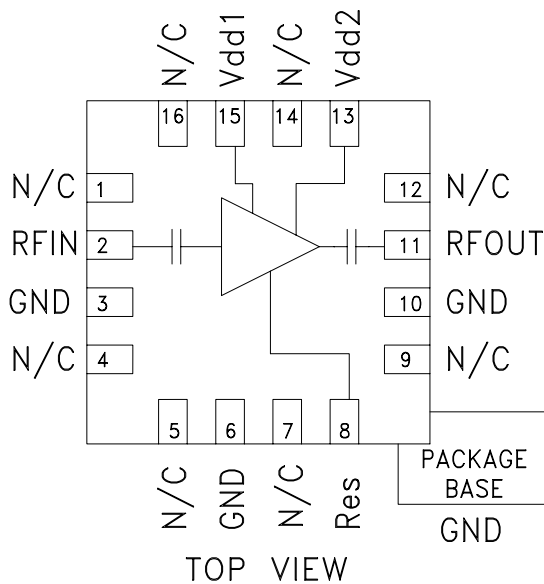 N/C
Vdd1
N/C
Vdd2
16
15
14
13
N/C 1
12 N/C
RFIN 2
11 RFOUT
GND 3
10 GND
N/C 4
9 N/C
5
6
7
8
N/C
GND
N/C
Res
PACKAGE
BASE
GND
TOP VIEW